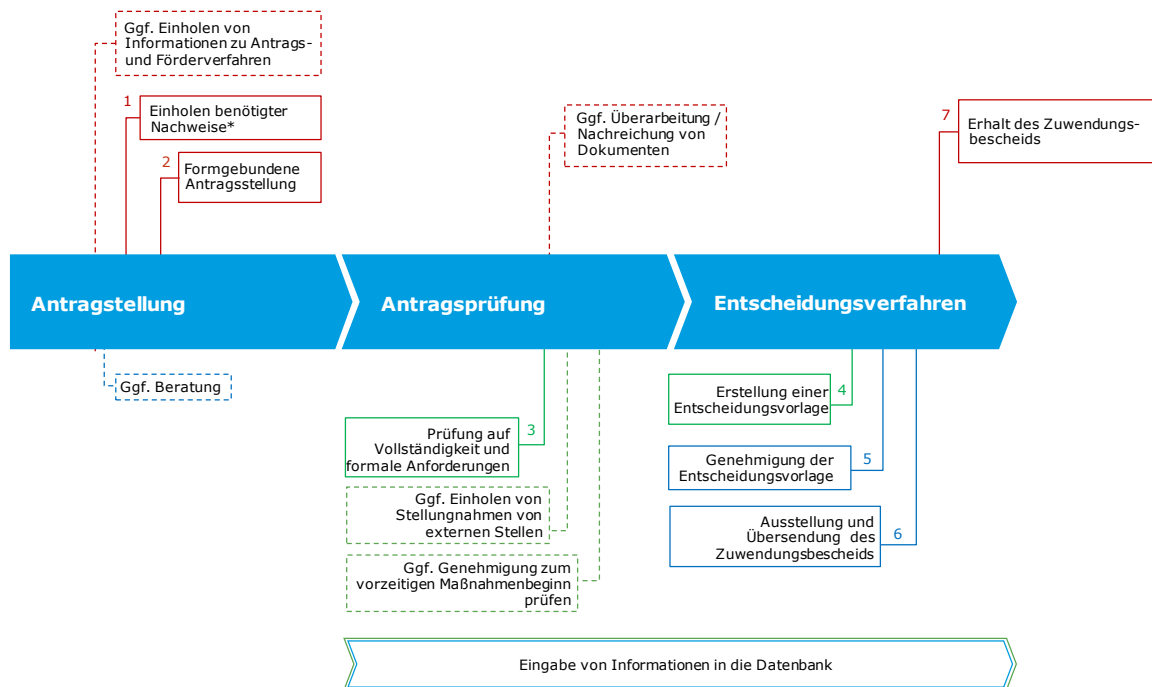 Ggf. Einholen von
Informationen zu Antrags-
und Förderverfahren
1
Einholen benötigter
Nachweise*
2
Formgebundene
Antragsstellung
Ggf. Überarbeitung /
Nachreichung von
Dokumenten
7
Erhalt des Zuwendungs-
bescheids
Antragstellung
Antragsprüfung
Entscheidungsverfahren
Ggf. Beratung
3
Prüfung auf
Vollständigkeit und
formale Anforderungen
Ggf. Einholen von
Stellungnahmen von
externen Stellen
Ggf. Genehmigung zum
vorzeitigen Maßnahmenbeginn
prüfen
Erstellung einer
Entscheidungsvorlage
4
Genehmigung der
Entscheidungsvorlage
5
Ausstellung und
Übersendung des
Zuwendungsbescheids
6
Eingabe von Informationen in die Datenbank